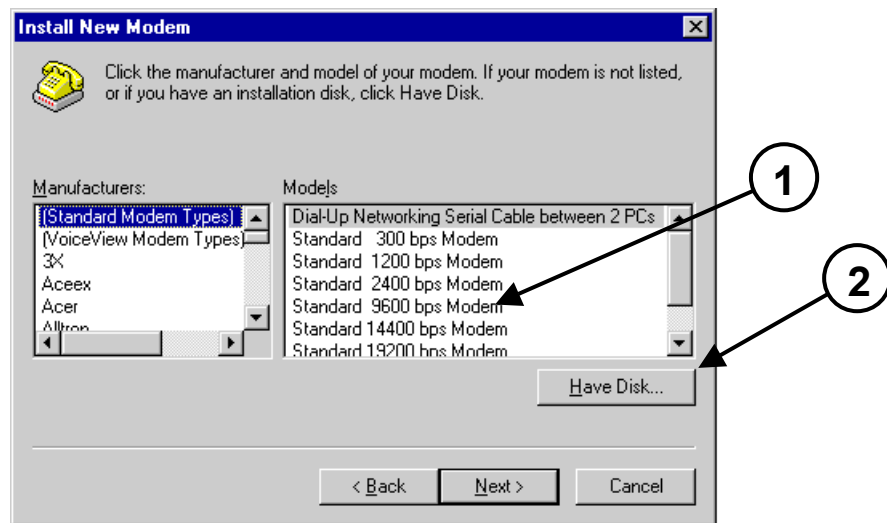 Install New Modem
Click the manufacturer and model of your modem. If your modem is not listed,
or if you have an installation disk, click Have Disk.
Manufacturers:
Models
(Standard Modem Types)
(VoiceView Modem Types)
3X
Aceex
Acer
Alltron
Dial-Up Networking Serial Cable between 2 PCs
Standard 300 bps Modem
Standard 1200 bps Modem
Standard 2400 bps Modem
Standard 9600 bps Modem
Standard 14400 bps Modem
Standard 19200 bps Modem
1
2
Have Disk...
< Back
Next >
Cancel